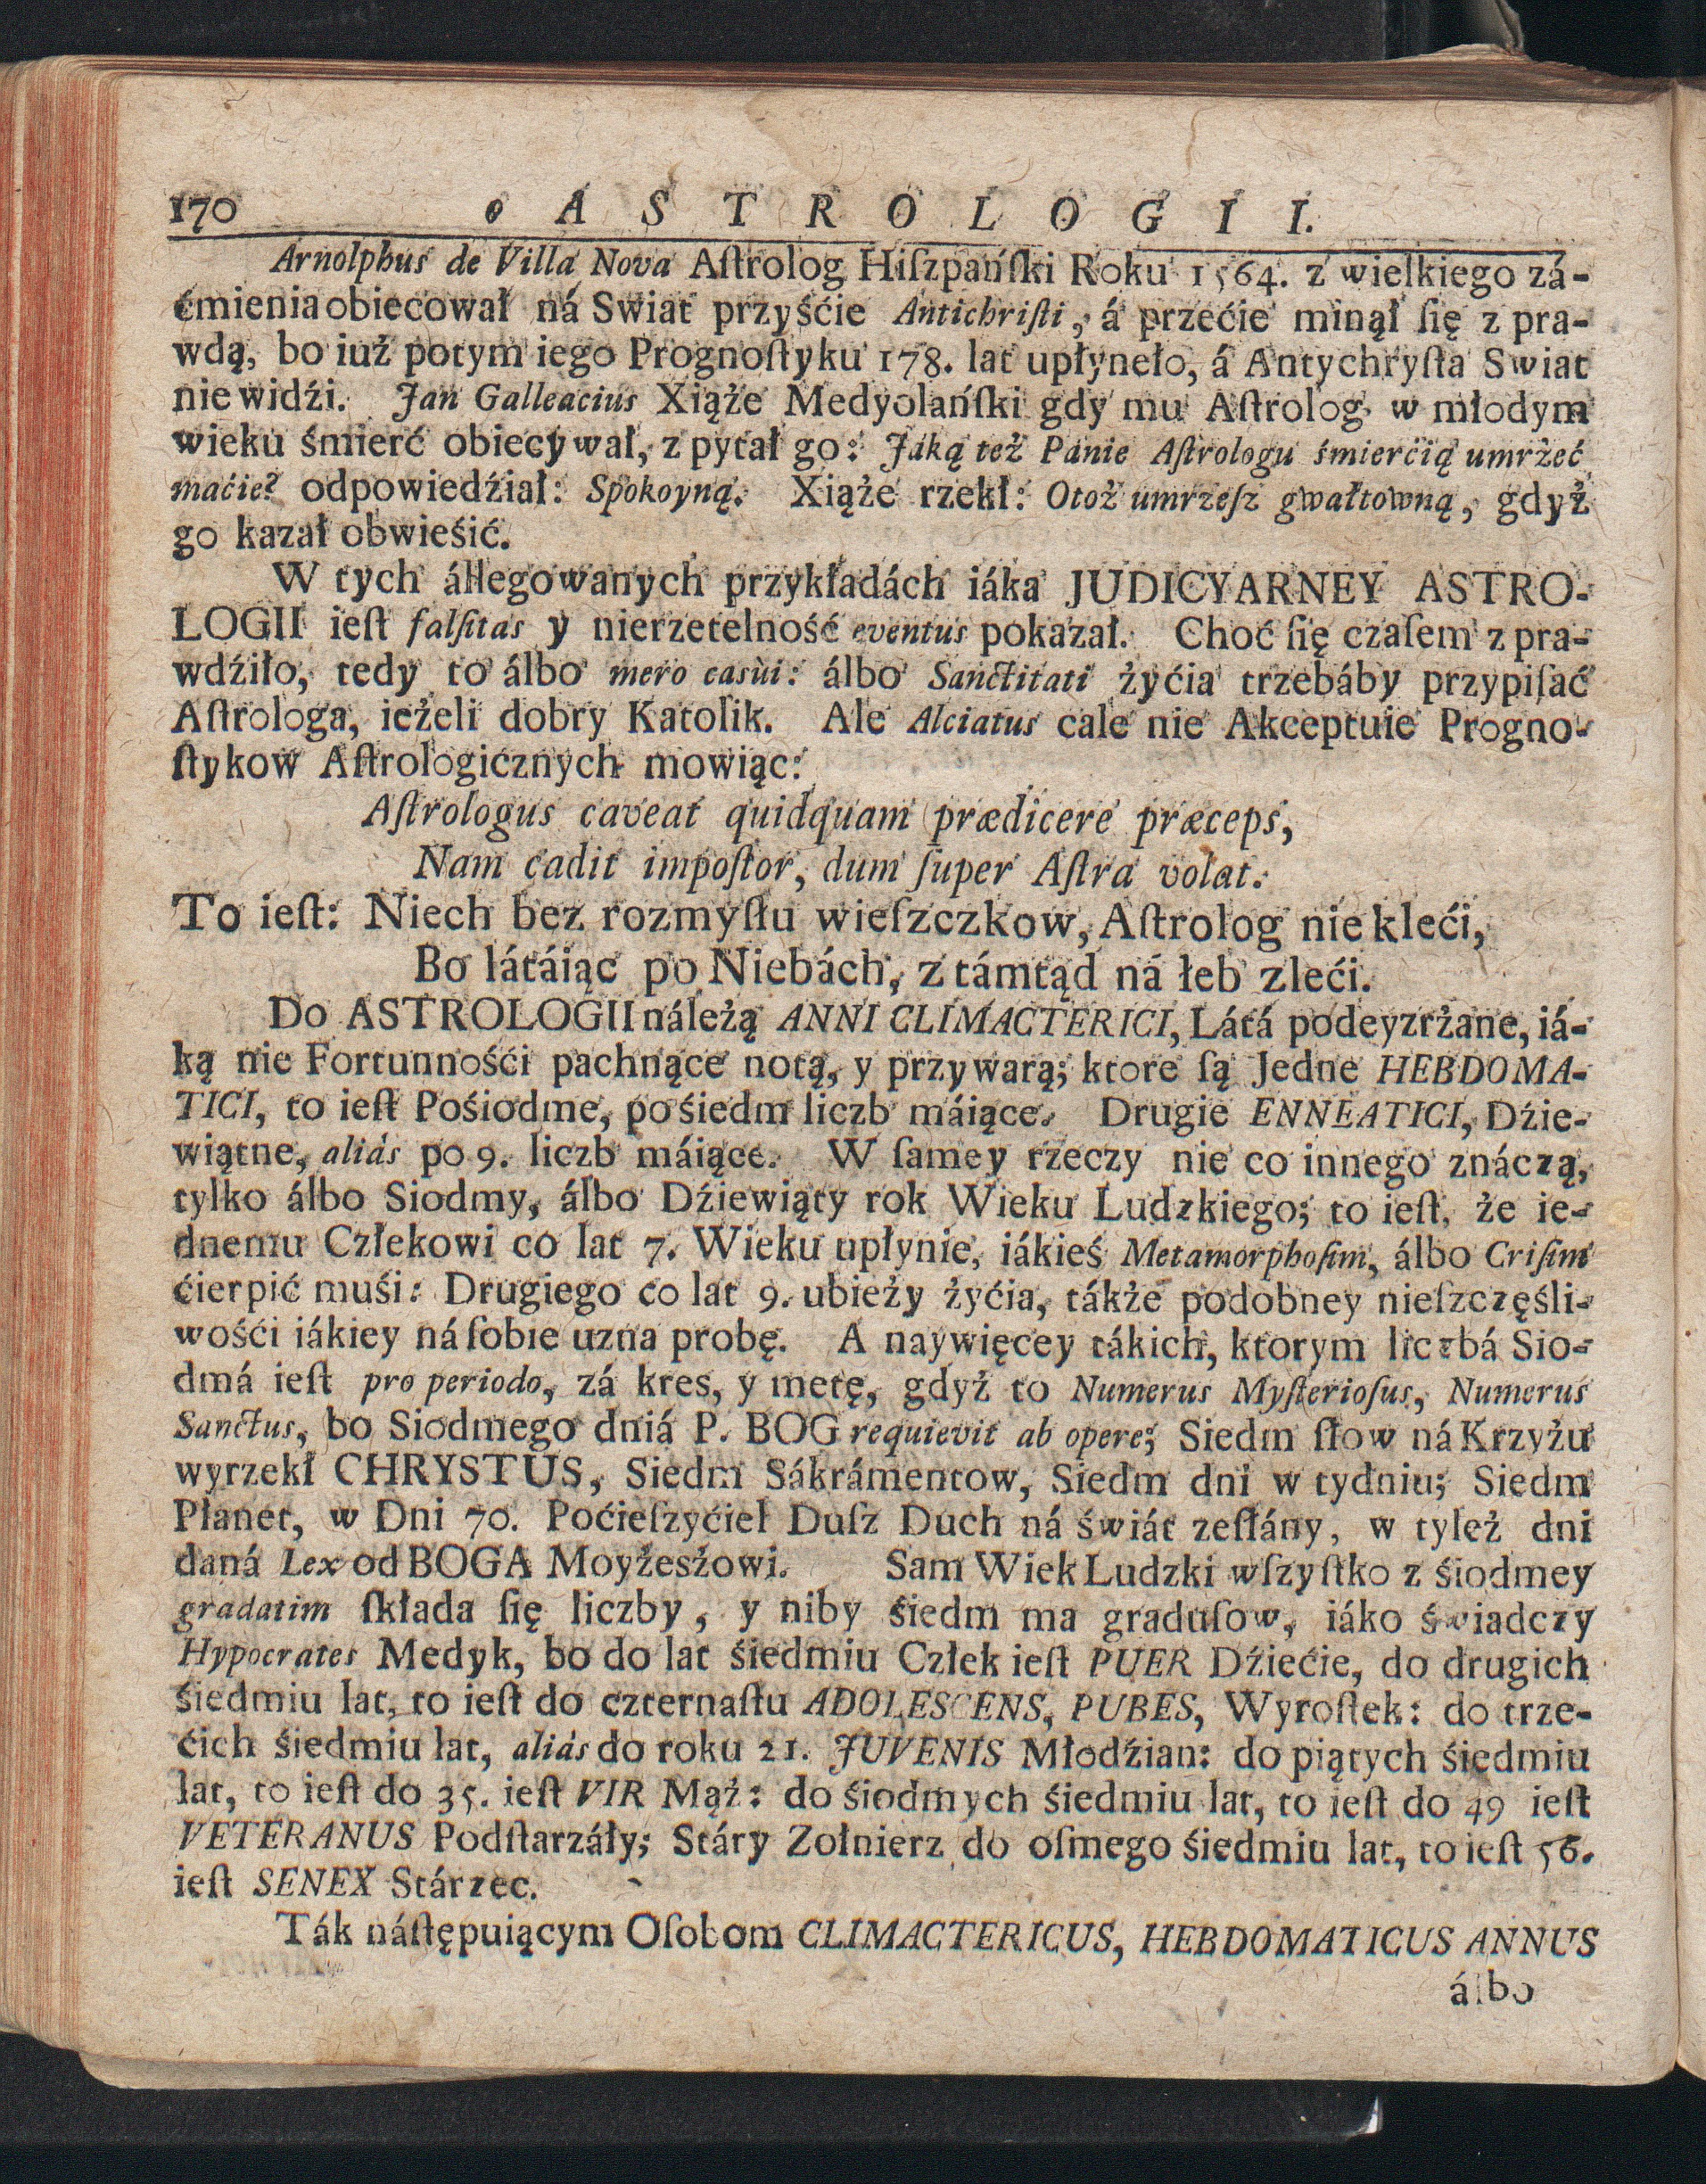 170 o A S T R O L O G I I.
Arnolphus de Villá Nova Aſtrolog Hiſzpańſki Roku 1564. z wielkiego zá-
ćmienia obiecował ná Swiat przyśćie Antichriſti, á przećie minął ſię z pra-
wdą, bo iuż potym iego Prognoſtyku 178. lat upłyneło, á Antychryſta Swiat
nie widźi. Jan Galleacius Xiąże Medyolańſki gdy mu Aſtrolog w młodym
wieku śmierć obiecywał, zpytał go: Jáką też Pánie Aſtrologu śmierćią umrżeć
maćie? odpowiedźiał: Spokoyną. Xiąże rzekł: Otoż umrzeſz gwałtowną, gdyż
go kazał obwieśić.
W tych állegowanych przykładách iáka JUDICYARNEY ASTRO-
LOGII ieſt falſitas y nierzetelność eventus pokazał. Choć ſię czaſem zpra-
wdźiło, tedy to álbo mero casùi: álbo Sanctitati żyćia trzebáby przypiſać
Aſtrologa, ieżeli dobry Katolik. Ale Alciatus cale nie Akceptuie Progno-
ſtykow Aſtrologicznych mowiąc:
Aſtrologus caveat quidquam prædicere præceps,
Nam cadit impoſtor, dum ſuper Aſtra volat.
To ieſt: Niech bez rozmyſłu wieſzczkow, Aſtrolog nie klećị,
Bo látáiąc po Niebách, z támtąd ná łeb zlećị.
Do ASTROLOGII náleżą ANNI CLIMACTERICI, Látá podeyzrżane, iá-
ką nie Fortunnośći pachnące notą, y przywarą; ktore ſą Jedne HEBDOMA-
TICI, to ieſt Pośiodme, po śiedm liczb máiące. Drugie ENNEATICI, Dźie-
wiątne, aliàs po 9. liczb máiące. W ſamey rzeczy nie co innego znáczą,
tylko álbo Siodmy, álbo Dźiewiąty rok Wieku Ludzkiego; to ieſt, że ie-
dnemu Człekowi co lat 7. Wieku upłynie, iákieś Metamorphoſim, álbo Criſim
ćierpić muśi: Drugiego co lat 9. ubieży żyćia, tákże podobney nieſzczęśli-
wośći iákiey ná ſobie uzna probę. A naywięcey tákich, ktorym liczbá Sio-
dmá ieſt pro periodo, zá kres, y metę, gdyż to Numerus Myſterioſus, Numerus
Sanctus, bo Siodmego dniá P. BOG requievit ab opere; Siedm ſłow ná Krzyżu
wyrzekł CHRYSTUS, Siedm Sákrámentow, Siedm dni w tydniu; Siedm
Płanet, w Dni 70. Poćieſzyćiel Duſz Duch ná świát zeſłány, w tyleż dni
daná Lex od BOGA Moyżeszowi. Sam Wiek Ludzki wſzyſtko z śiodmey
gradatim ſkłada ſię liczby, y niby śiedm ma graduſow, iáko świadczy
Hypocrates Medyk, bo do lat śiedmiu Człek ieſt PUER Dźiećie, do drugich
śiedmiu lat, to ieſt do czternaſtu ADOLESCENS, PUBES, Wyroſtek: do trze-
ćich śiedmiu lat, aliàs do roku 21. JUVENIS Młodźian: do piątych śiedmiu
lat, to ieſt do 35. ieſt VIR Mąż: do śiodmych śiedmiu lat, to ieſt do 49 ieſt
VETERANUS Podſtarzáły; Stáry Zołnierz do oſmego śiedmiu lat, to ieſt 56.
ieſt SENEX Stárzec.
Ták náſtępuiącym Oſobom CLIMACTERICUS, HEBDOMATICUS ANNUS
álbo